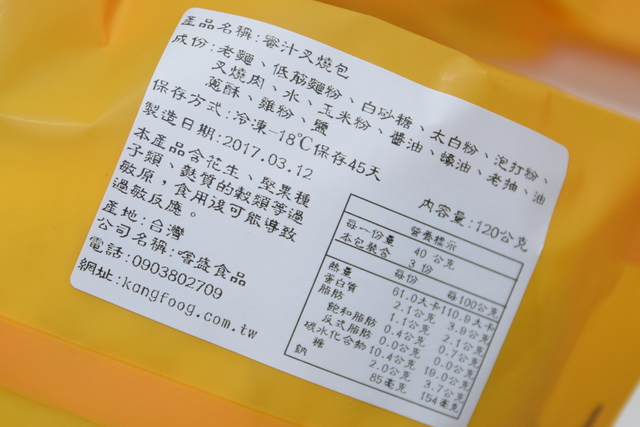 產品名稱:蜜汁叉燒包
成份:老麵、低筋麵粉、白砂糖、太白粉、泡打粉、
叉燒肉、水、玉米粉、醬油、蠔油、老抽、油
蔥酥、雞粉、鹽
保存方式:冷凍-18℃保存45天
製造日期:2017.03.12
內容量:120公克
本產品含花生、堅果種
子類、麩質的穀類等過
敏原,食用後可能導致
過敏反應。
產地:台灣
公司名稱:喀盛食品
電話:0903802709
網址:kangfoog.com.tw
營養標示
每一份量 40 公克
本包裝含 3 份
每份 每100公克
熱量 61.0大卡 110.9大卡
蛋白質 2.1公克 3.9公克
脂肪 1.1公克 2.1公克
飽和脂肪 0.4公克 0.7公克
反式脂肪 0.0公克 0.0公克
碳水化合物 10.4公克 19.0公克
糖 2.0公克 3.7公克
鈉 85毫克 154毫克